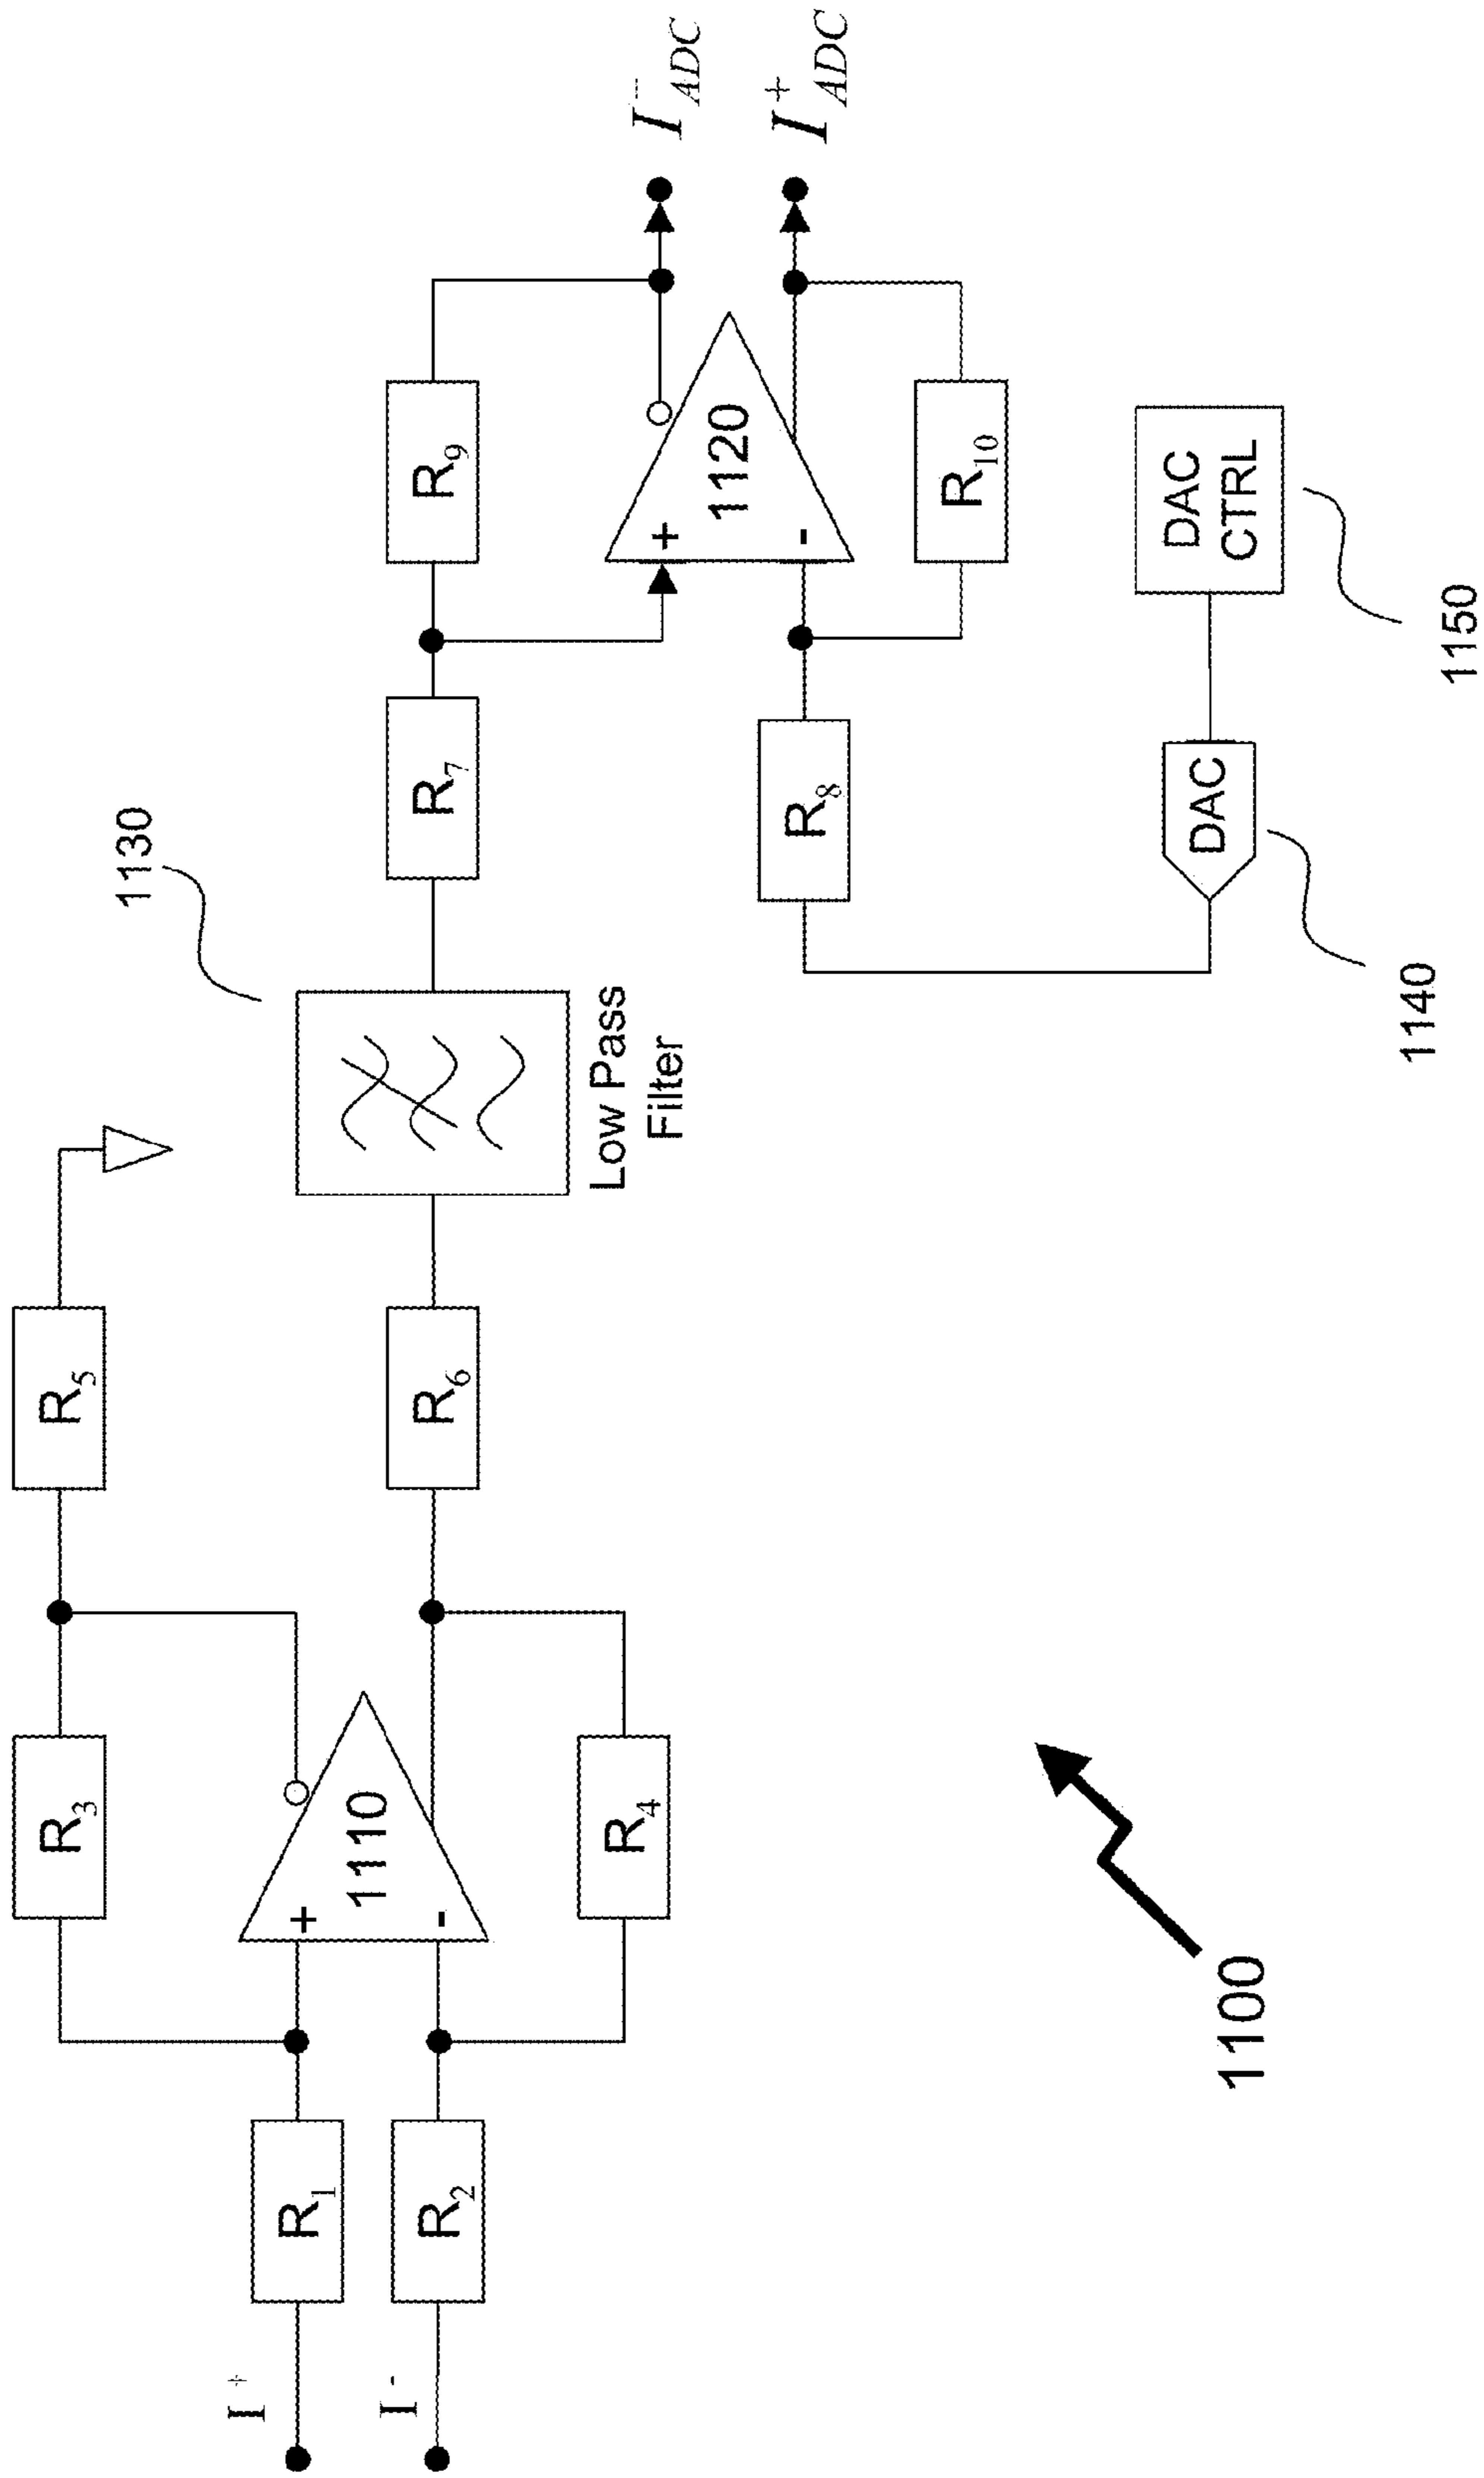 I⁺
I⁻
R₁
R₂
R₃
1110
+
-
R₄
R₅
R₆
1130
Low Pass
Filter
R₇
R₈
R₉
1120
+
-
R₁₀
I⁻ADC
I⁺ADC
DAC
1140
DAC
CTRL
1150
1100